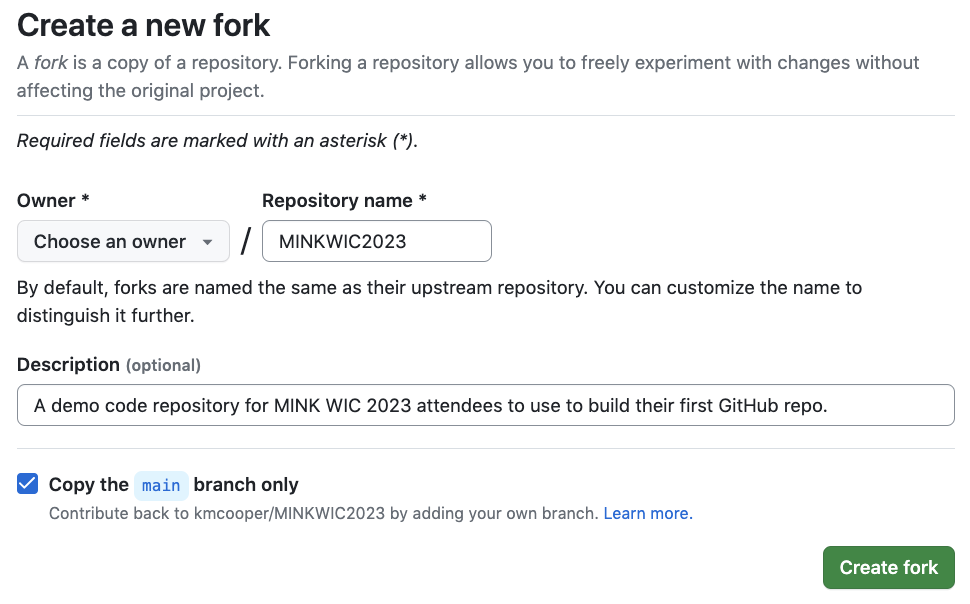 Create a new fork
A fork is a copy of a repository. Forking a repository allows you to freely experiment with changes without
affecting the original project.
Required fields are marked with an asterisk (*).
Owner * Repository name *
Choose an owner / MINKWIC2023
By default, forks are named the same as their upstream repository. You can customize the name to
distinguish it further.
Description (optional)
A demo code repository for MINK WIC 2023 attendees to use to build their first GitHub repo.
Copy the main branch only
Contribute back to kmcooper/MINKWIC2023 by adding your own branch. Learn more.
Create fork